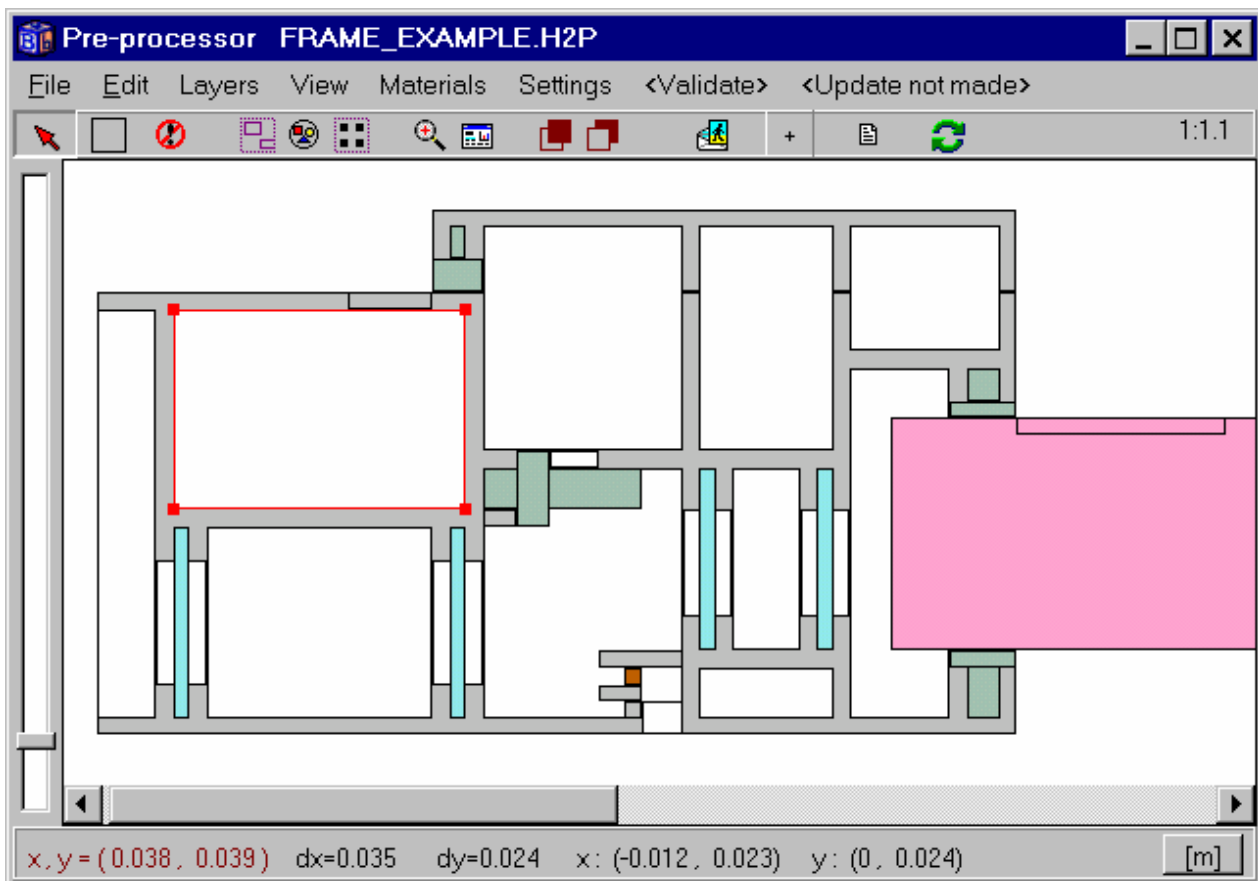 Pre-processor FRAME_EXAMPLE.H2P
File Edit Layers View Materials Settings <Validate> <Update not made>
+ 1:1.1
x, y = ( 0.038 , 0.039 ) dx=0.035 dy=0.024 x : (-0.012 , 0.023) y : (0 , 0.024) [m]